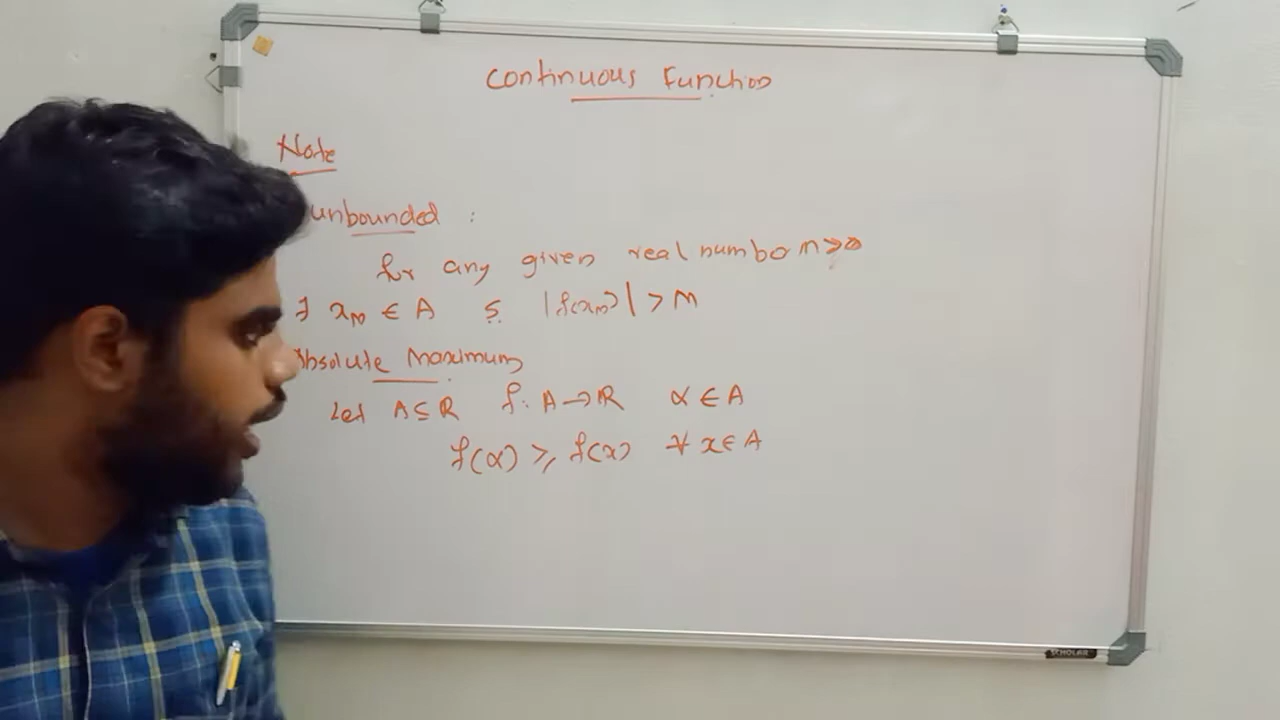 Continuous Function
Note
unbounded :
for any given real number M>0
∃ x_M ∈ A s. |f(x_M)| > M
Absolute Maximum
Let A ⊆ ℝ f: A → ℝ α ∈ A
f(α) ≥ f(x) ∀ x ∈ A
SCHOLAR